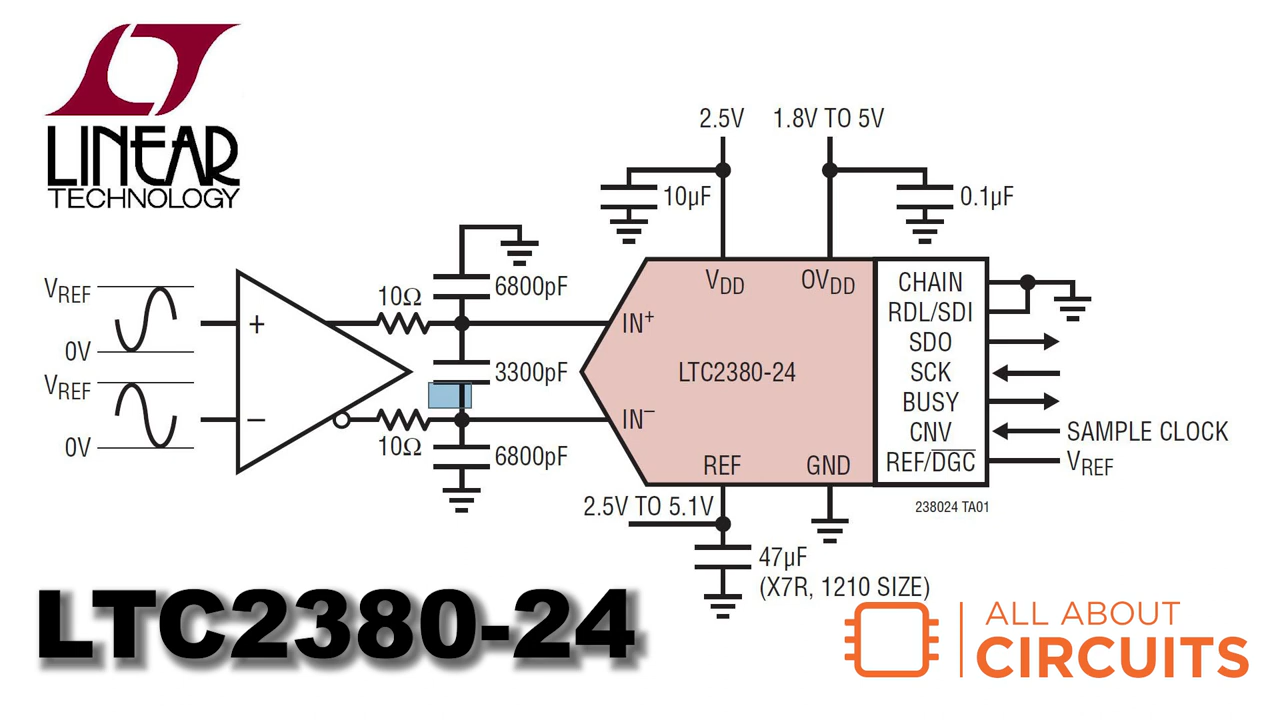 LINEAR
TECHNOLOGY
2.5V
1.8V TO 5V
10µF
0.1µF
6800pF
VREF
0V
VREF
0V
+
−
10Ω
10Ω
3300pF
6800pF
IN+
IN−
VDD
OVDD
LTC2380-24
REF
GND
CHAIN
RDL/SDI
SDO
SCK
BUSY
CNV
REF/DGC
SAMPLE CLOCK
VREF
238024 TA01
2.5V TO 5.1V
47µF
(X7R, 1210 SIZE)
LTC2380-24
ALL ABOUT
CIRCUITS